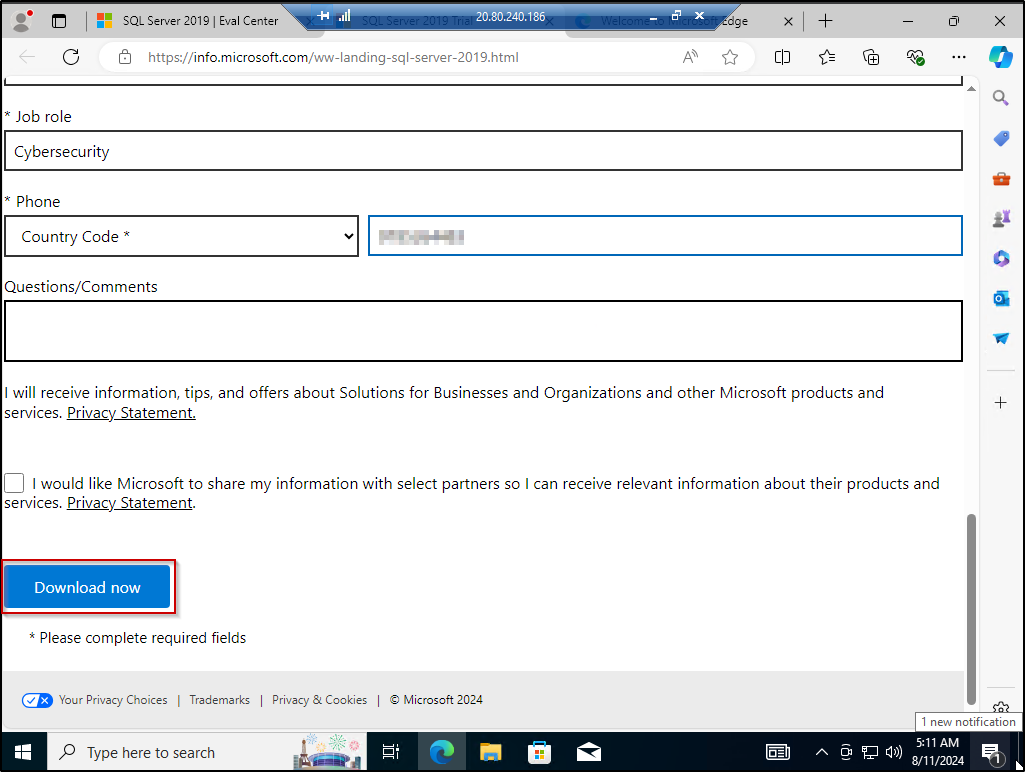 SQL Server 2019 | Eval Center
SQL Server 2019 Trial
20.80.240.186
Welcome to Microsoft Edge
https://info.microsoft.com/ww-landing-sql-server-2019.html
* Job role
Cybersecurity
* Phone
Country Code *
Questions/Comments
I will receive information, tips, and offers about Solutions for Businesses and Organizations and other Microsoft products and
services. Privacy Statement.
I would like Microsoft to share my information with select partners so I can receive relevant information about their products and
services. Privacy Statement.
Download now
* Please complete required fields
Your Privacy Choices | Trademarks | Privacy & Cookies | © Microsoft 2024
1 new notification
Type here to search
5:11 AM
8/11/2024
1